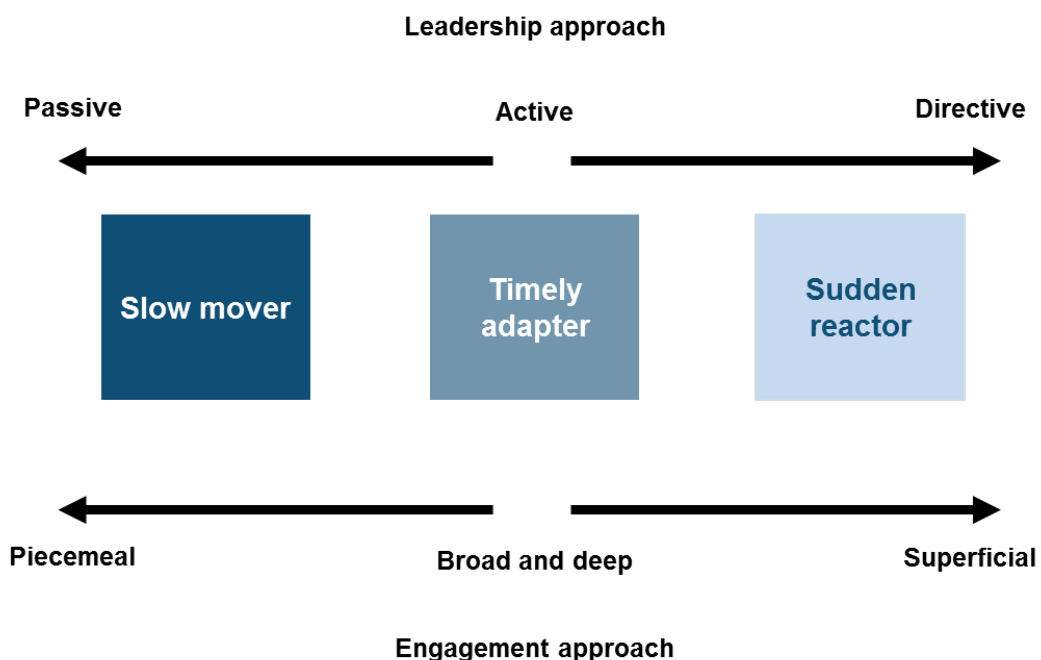 Leadership approach
Passive
Active
Directive
Slow mover
Timely
adapter
Sudden
reactor
Piecemeal
Broad and deep
Superficial
Engagement approach